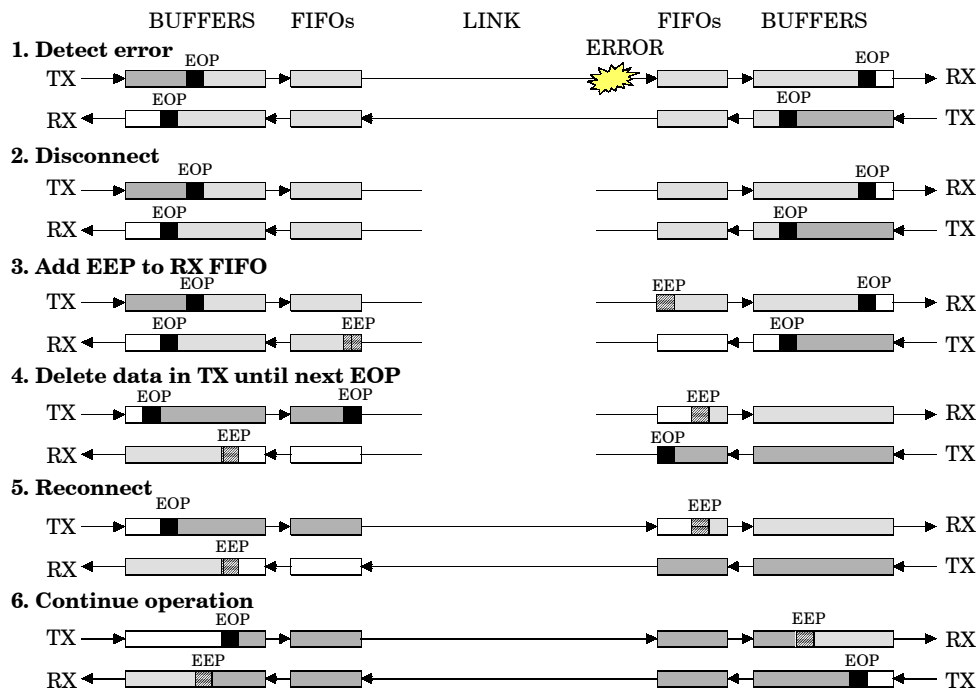 BUFFERS FIFOs LINK FIFOs BUFFERS
1. Detect error
ERROR
EOP EOP
TX RX
EOP EOP
RX TX
2. Disconnect
EOP EOP
TX RX
EOP EOP
RX TX
3. Add EEP to RX FIFO
EOP EEP EOP
TX RX
EOP EEP EOP
RX TX
4. Delete data in TX until next EOP
EOP EOP EEP
TX RX
EEP EOP
RX TX
5. Reconnect
EOP EEP
TX RX
EEP
RX TX
6. Continue operation
EOP EEP
TX RX
EEP EOP
RX TX